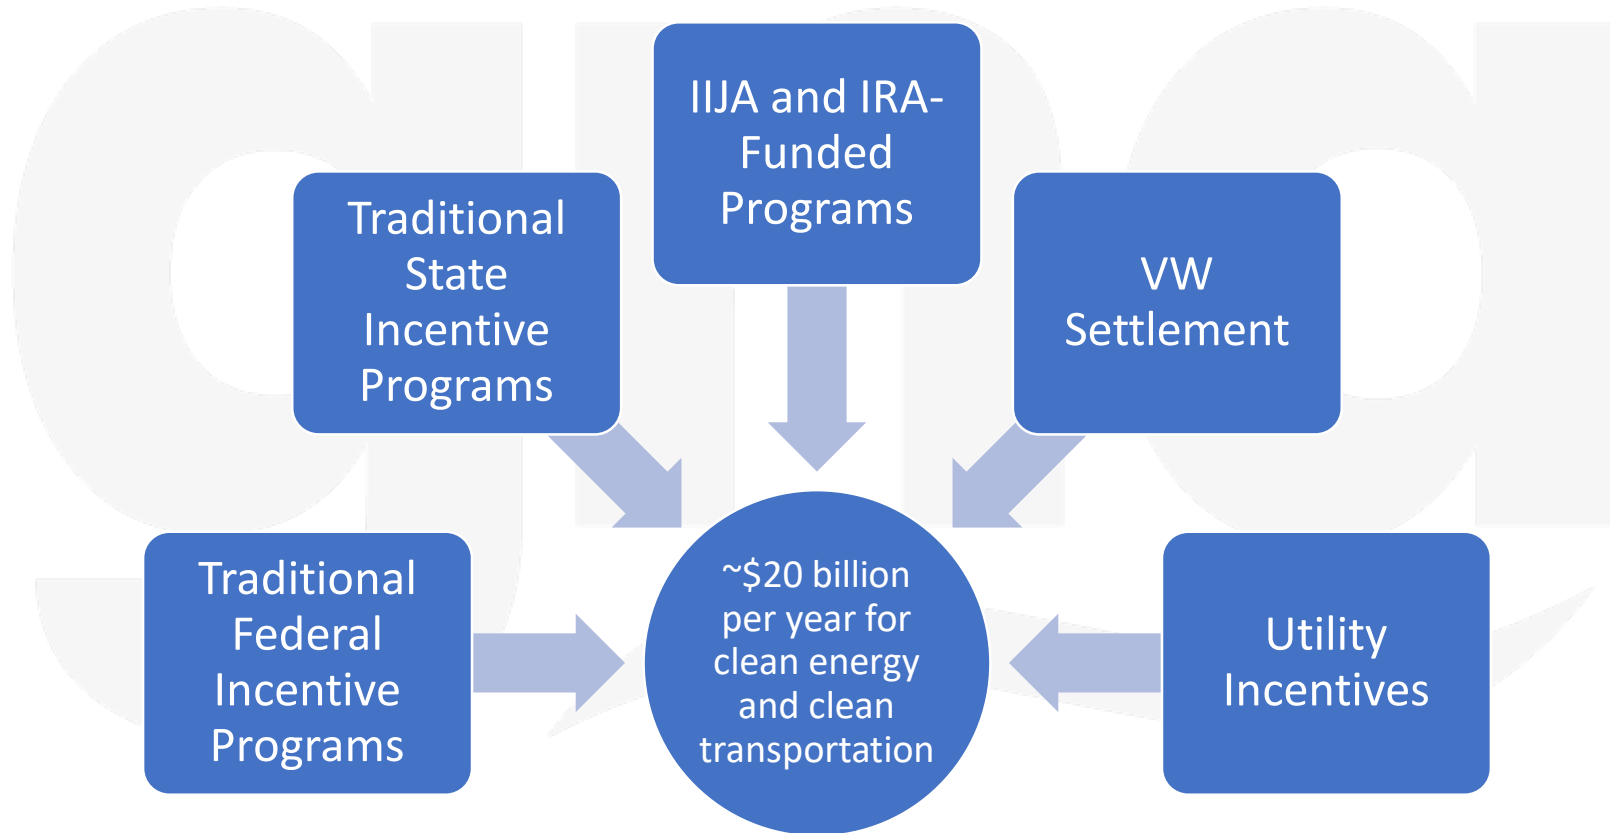 IIJA and IRA-
Funded
Programs
Traditional
State
Incentive
Programs
VW
Settlement
Traditional
Federal
Incentive
Programs
~$20 billion
per year for
clean energy
and clean
transportation
Utility
Incentives
gna